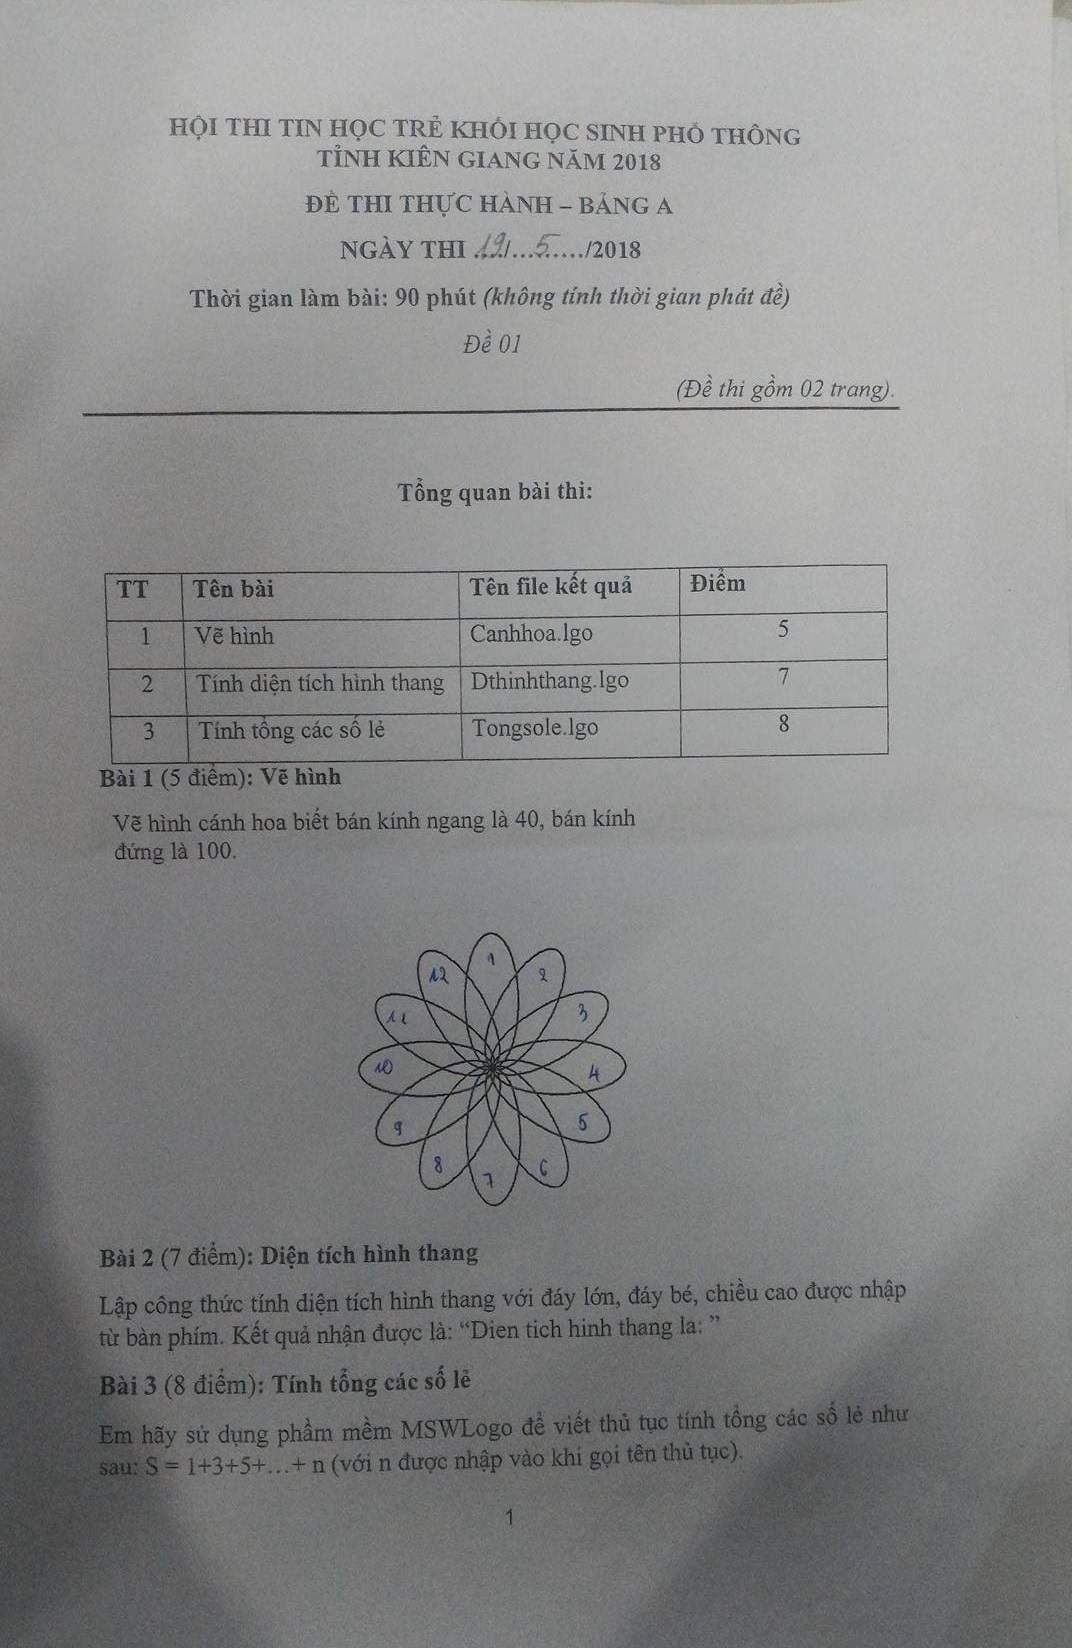 HỘI THI TIN HỌC TRẺ KHỐI HỌC SINH PHỔ THÔNG
TỈNH KIÊN GIANG NĂM 2018
ĐỀ THI THỰC HÀNH – BẢNG A
NGÀY THI .19./...5...../2018
Thời gian làm bài: 90 phút (không tính thời gian phát đề)
Đề 01
(Đề thi gồm 02 trang).
Tổng quan bài thi:
TT Tên bài Tên file kết quả Điểm
1 Vẽ hình Canhhoa.lgo 5
2 Tính diện tích hình thang Dthinhthang.lgo 7
3 Tính tổng các số lẻ Tongsole.lgo 8
Bài 1 (5 điểm): Vẽ hình
Vẽ hình cánh hoa biết bán kính ngang là 40, bán kính
đứng là 100.
1
2
3
4
5
6
7
8
9
10
11
12
Bài 2 (7 điểm): Diện tích hình thang
Lập công thức tính diện tích hình thang với đáy lớn, đáy bé, chiều cao được nhập
từ bàn phím. Kết quả nhận được là: “Dien tich hinh thang la: ”
Bài 3 (8 điểm): Tính tổng các số lẻ
Em hãy sử dụng phầm mềm MSWLogo để viết thủ tục tính tổng các số lẻ như
sau: S = 1+3+5+…+ n (với n được nhập vào khi gọi tên thủ tục).
1